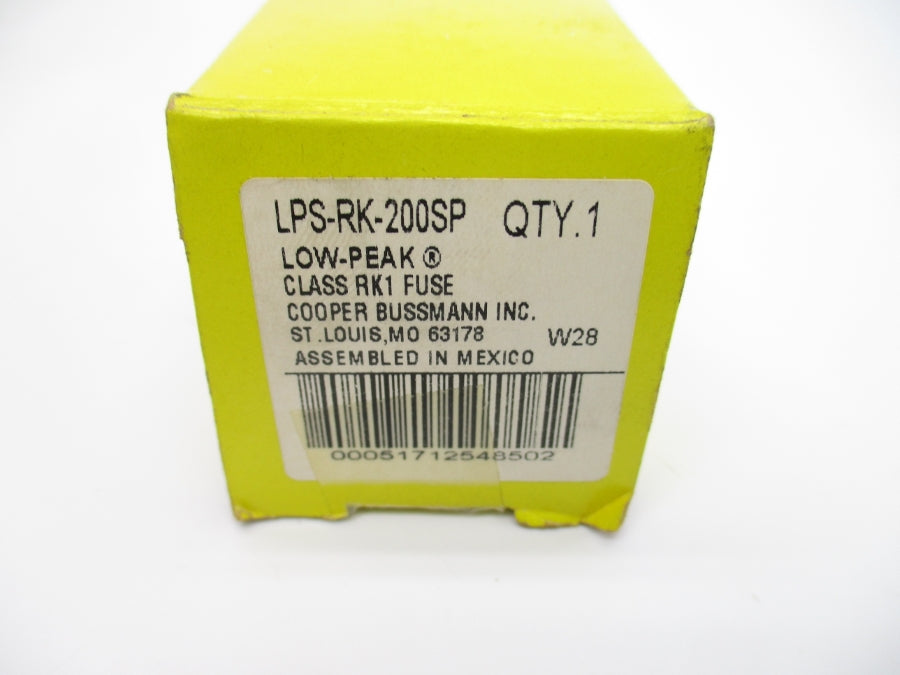 LPS-RK-200SP QTY.1
LOW-PEAK ®
CLASS RK1 FUSE
COOPER BUSSMANN INC.
ST.LOUIS,MO 63178 W28
ASSEMBLED IN MEXICO
00051712548502